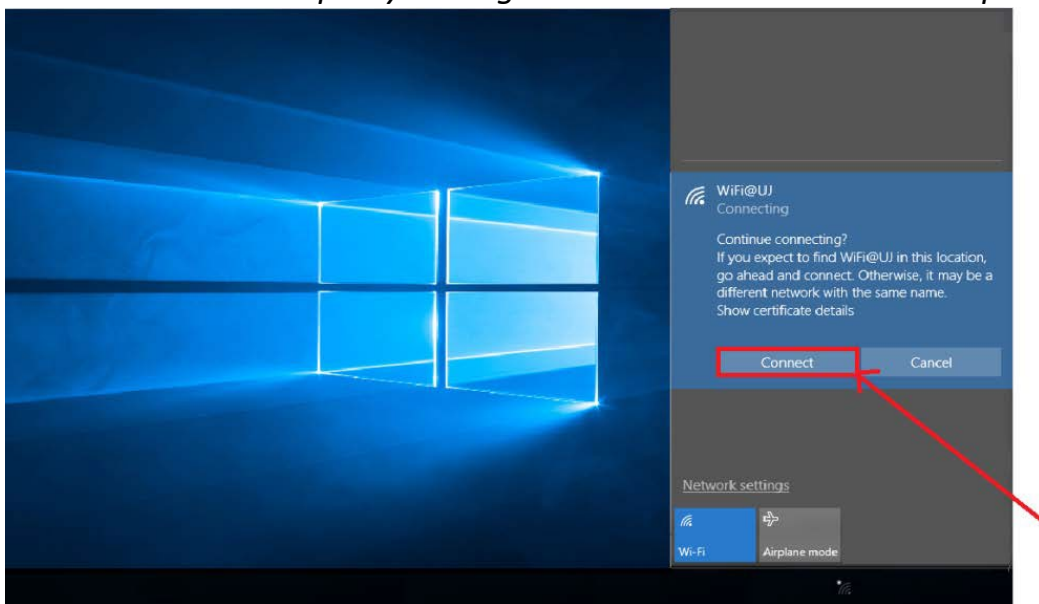 WiFi@UJ
Connecting
Continue connecting?
If you expect to find WiFi@UJ in this location,
go ahead and connect. Otherwise, it may be a
different network with the same name.
Show certificate details
Connect Cancel
Network settings
Wi-Fi Airplane mode